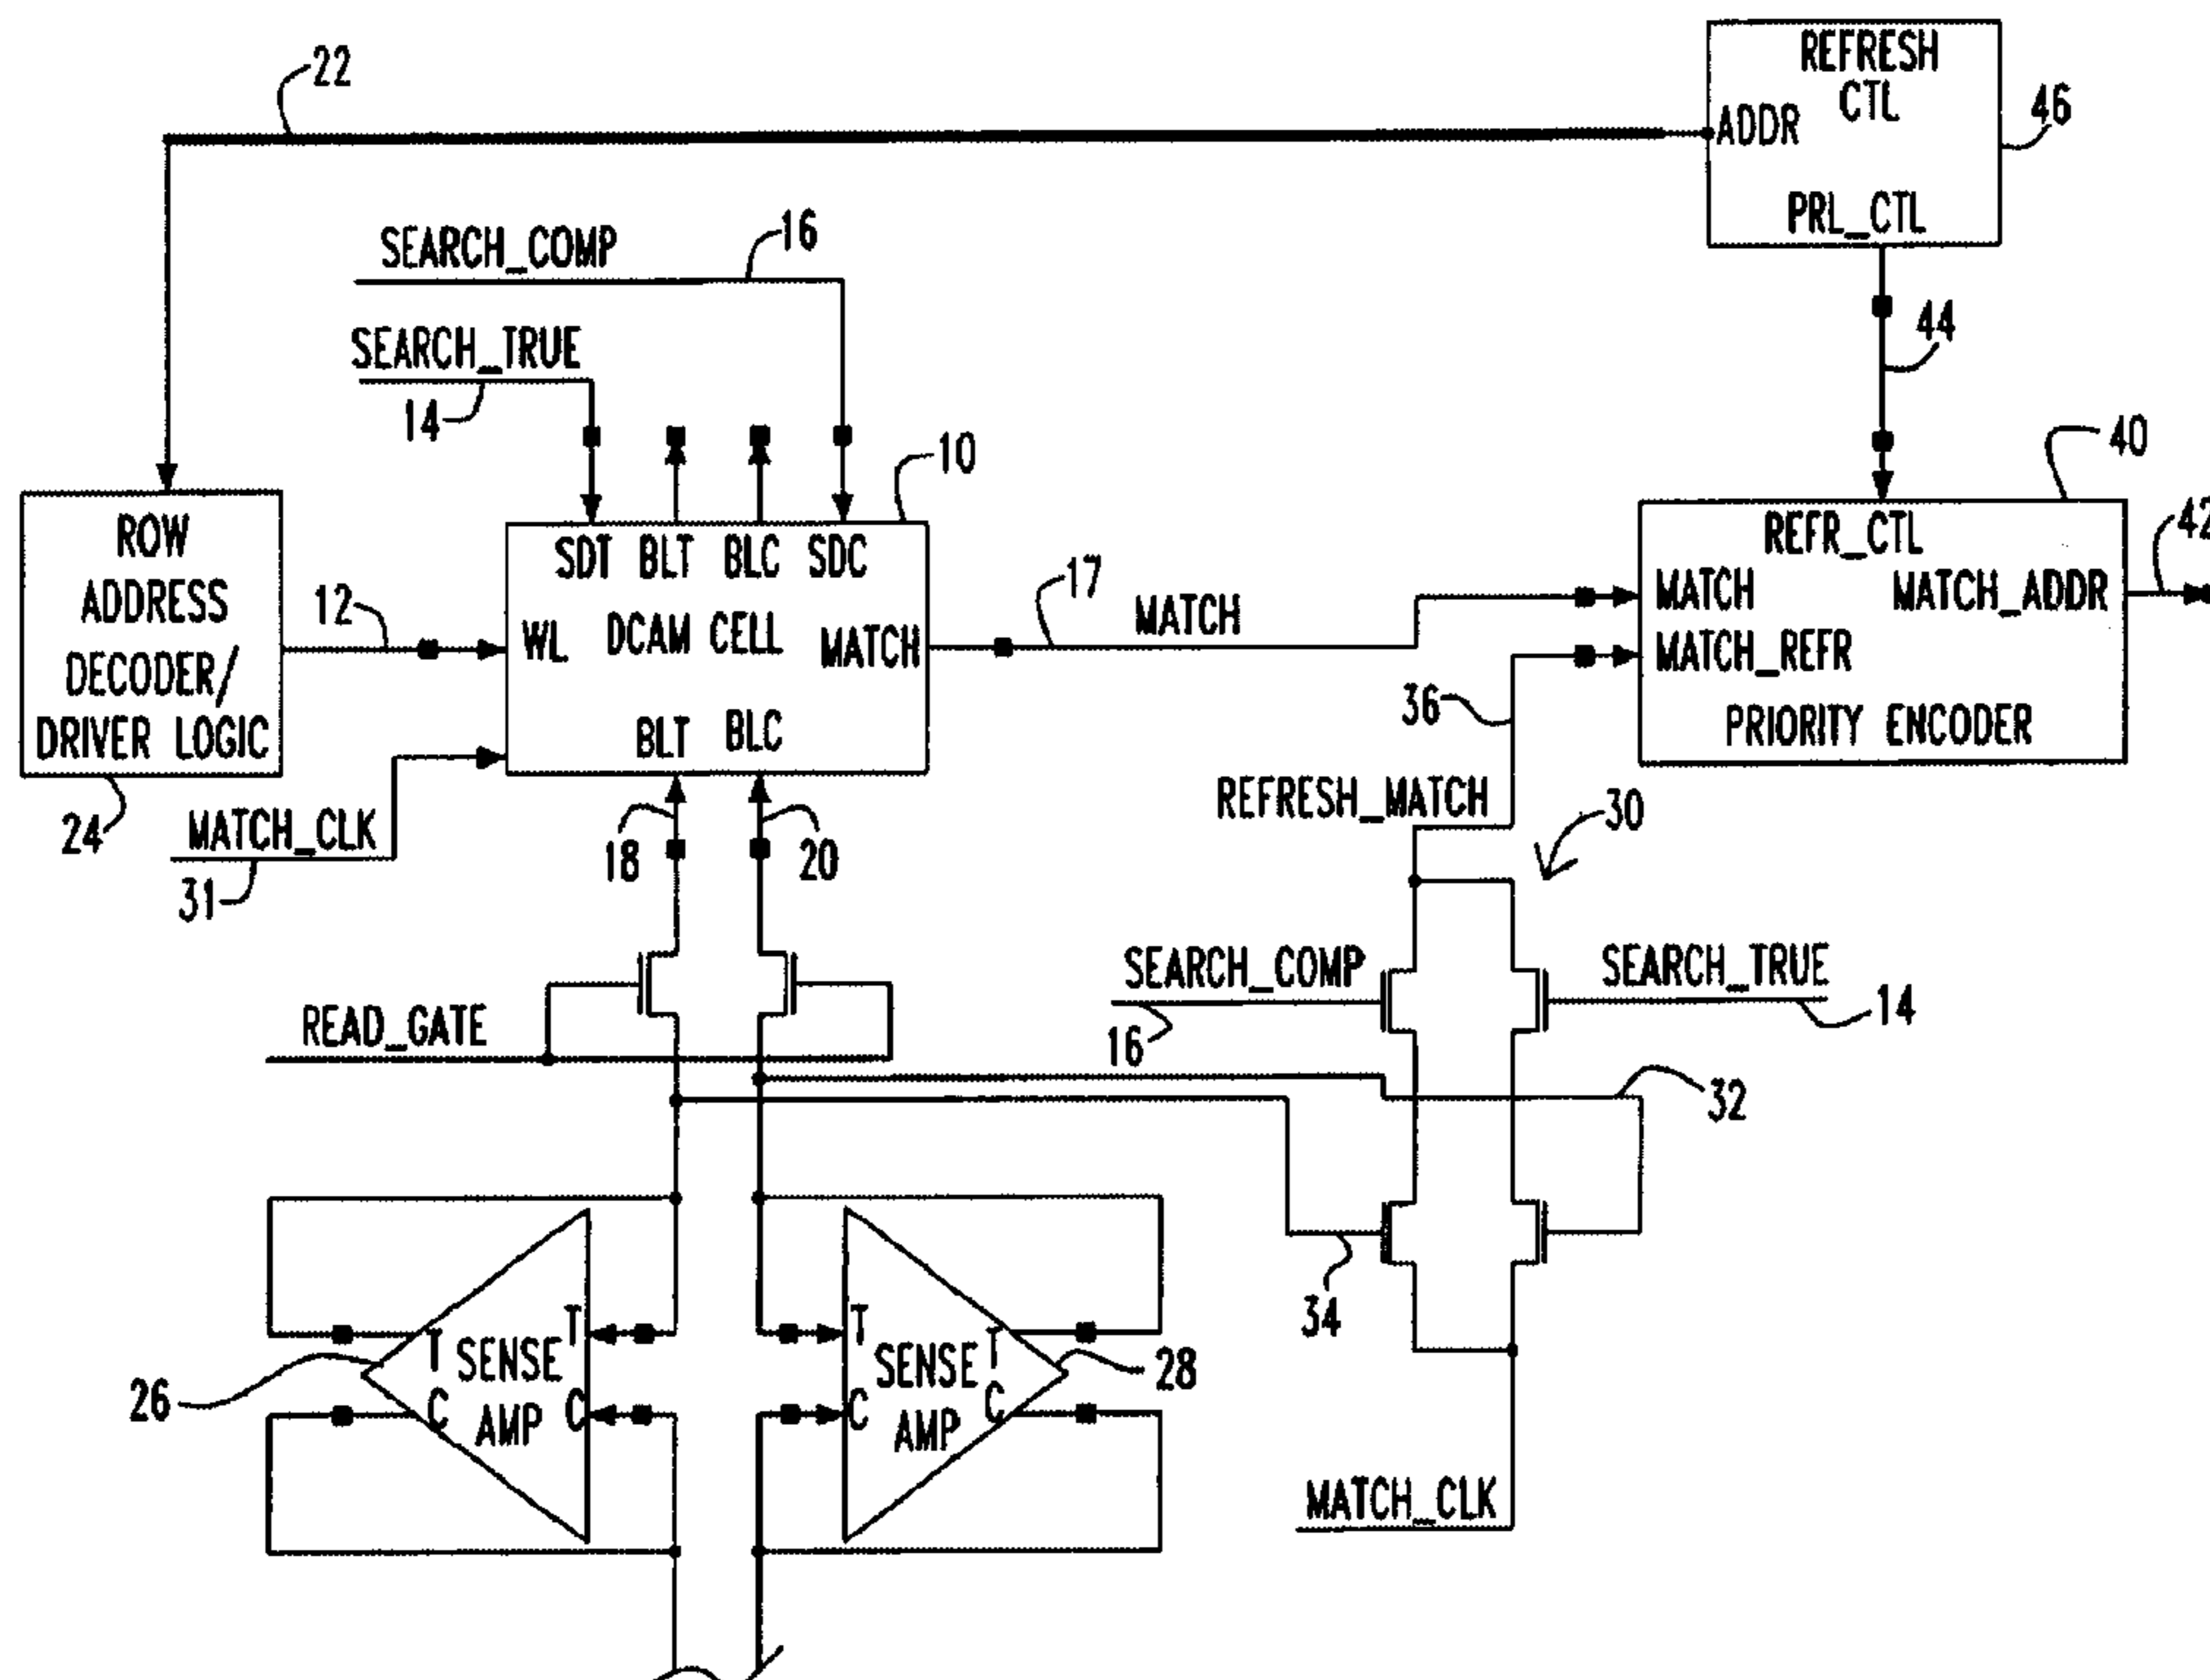 REFRESH
CTL
ADDR
46
PRL_CTL
22
SEARCH_COMP
16
SEARCH_TRUE
14
44
40
10
42
ROW
ADDRESS
DECODER/
DRIVER LOGIC
24
12
SDT BLT BLC SDC
WL DCAM CELL MATCH
BLT BLC
17
MATCH
REFR_CTL
MATCH MATCH_ADDR
MATCH_REFR
PRIORITY ENCODER
36
REFRESH_MATCH
30
MATCH_CLK
31
18
20
SEARCH_COMP
16
SEARCH_TRUE
14
READ_GATE
32
34
26
T SENSE T
C AMP C
T SENSE T
C AMP C
28
MATCH_CLK